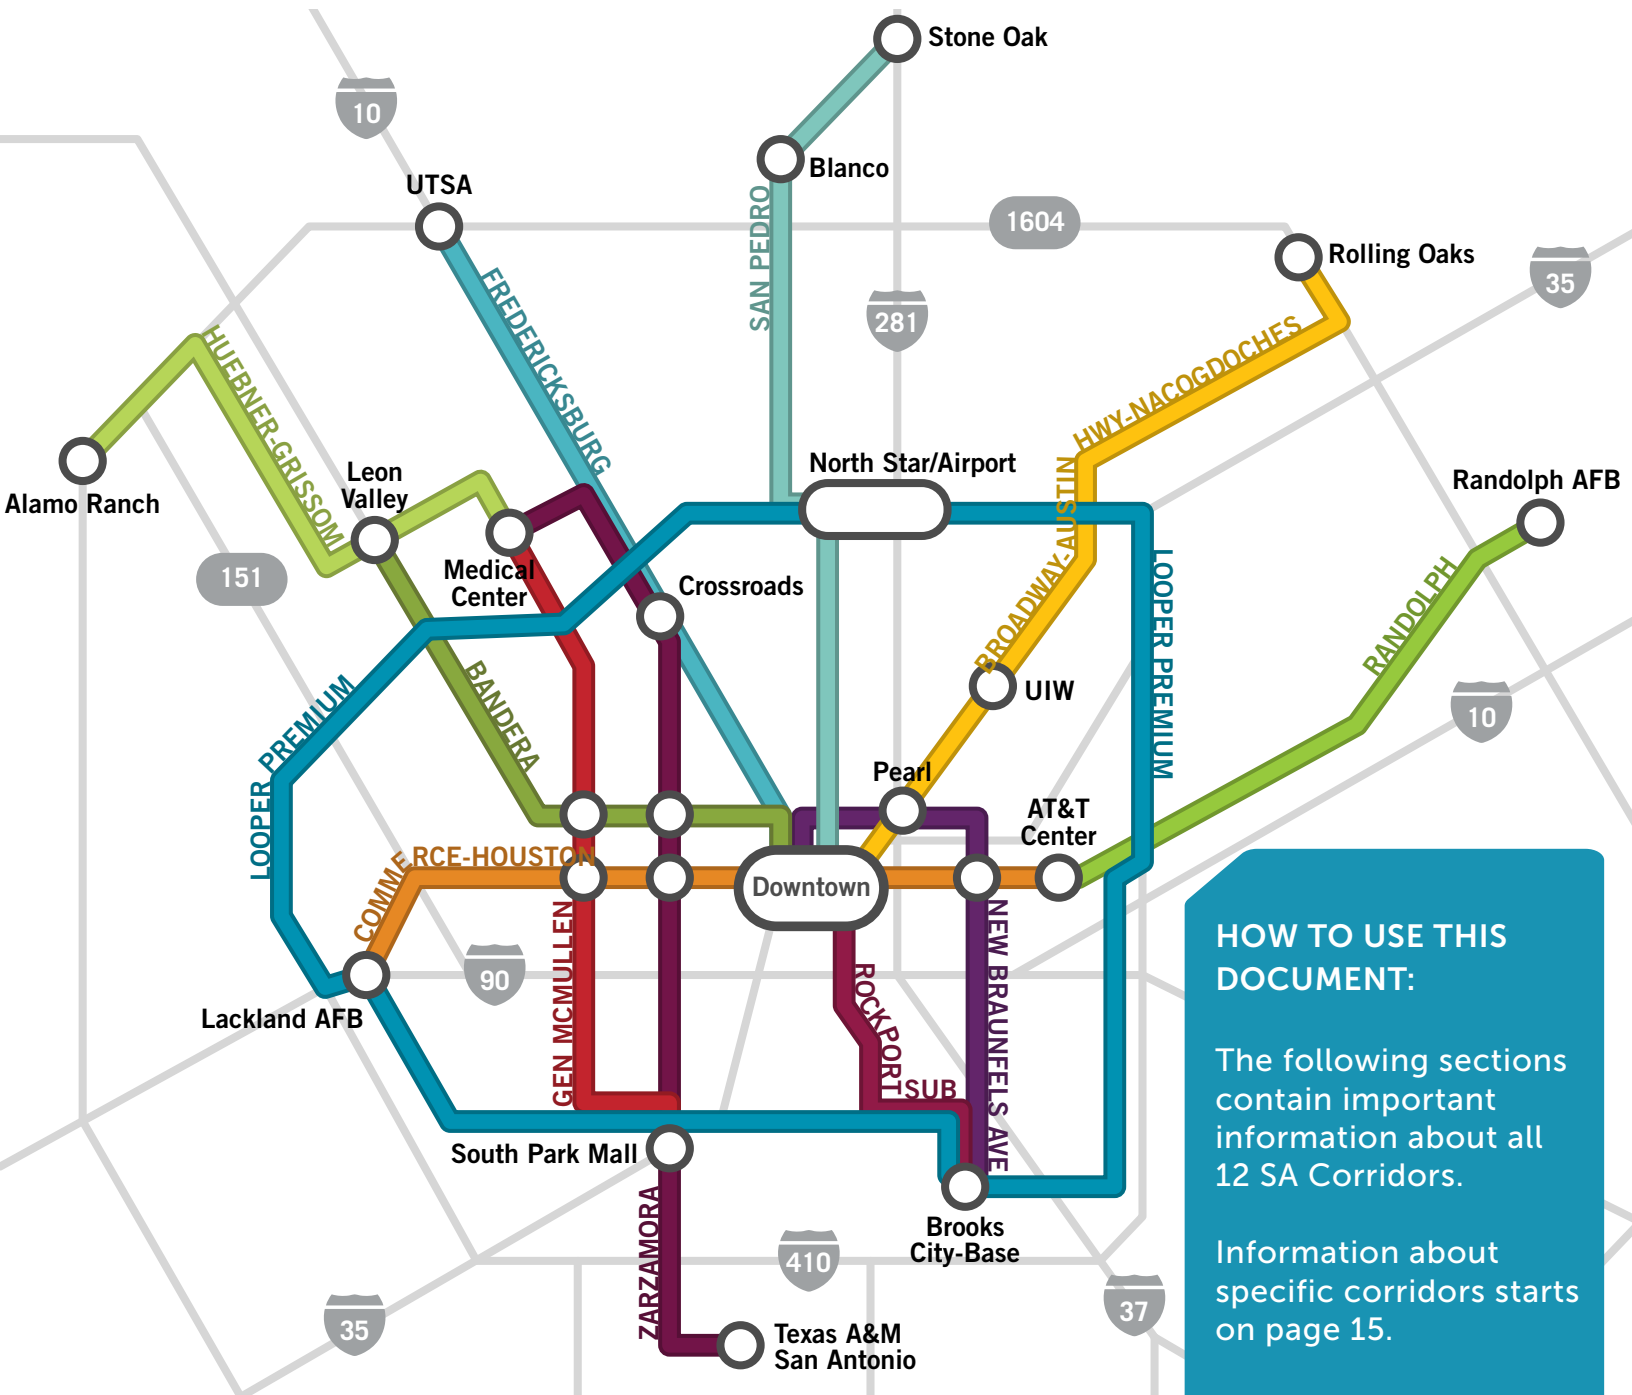 Stone Oak
10
Blanco
UTSA
SAN PEDRO
1604
Rolling Oaks
35
FREDERICKSBURG
281
HUEBNER-GRISSOM
HWY-NACOGDOCHES
Leon
Valley
North Star/Airport
BROADWAY-AUSTIN
Randolph AFB
Alamo Ranch
151
Medical
Center
Crossroads
LOOPER PREMIUM
RANDOLPH
UIW
BANDERA
LOOPER PREMIUM
10
Pearl
AT&T
Center
COMMERCE-HOUSTON
Downtown
GEN MCMULLEN
90
ROCKPORT SUB
NEW BRAUNFELS AVE
Lackland AFB
South Park Mall
ZARZAMORA
Brooks
City-Base
410
37
35
Texas A&M
San Antonio
HOW TO USE THIS
DOCUMENT:
The following sections
contain important
information about all
12 SA Corridors.
Information about
specific corridors starts
on page 15.